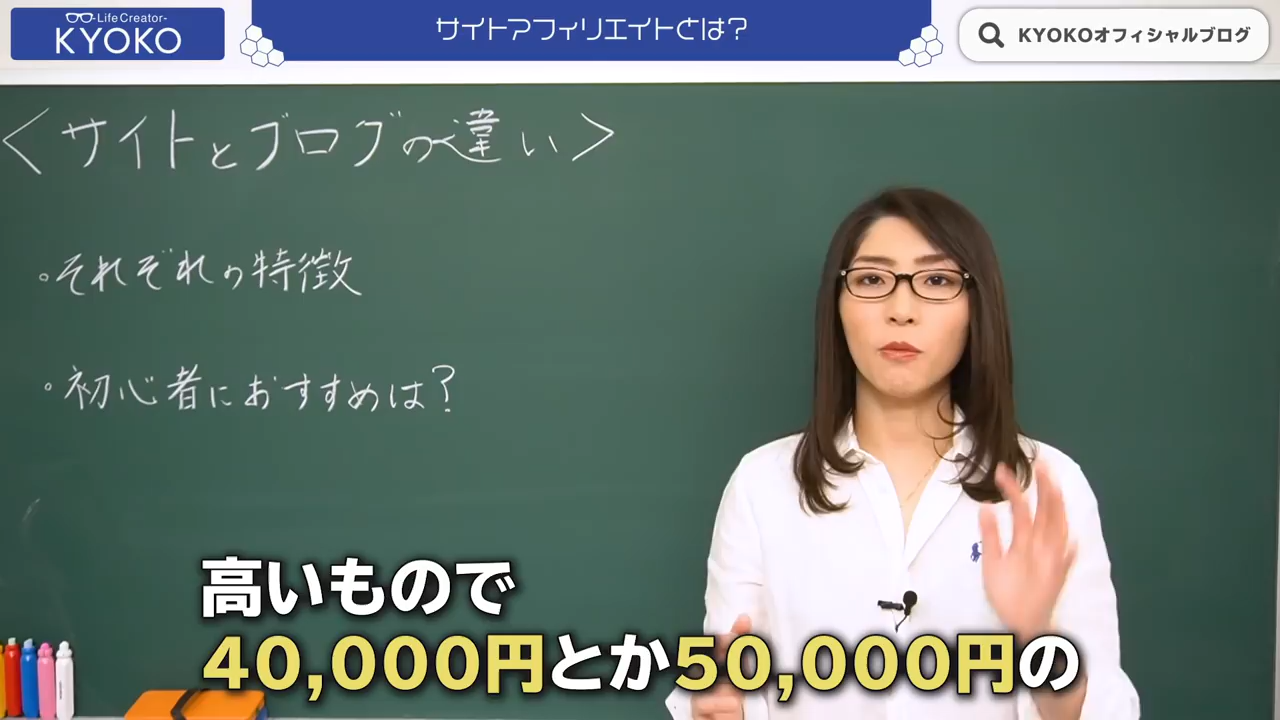 -Life Creator-
KYOKO
サイトアフィリエイトとは？
KYOKOオフィシャルブログ
＜サイトとブログの違い＞
・それぞれの特徴
・初心者におすすめは？
高いもので
40,000円とか50,000円の